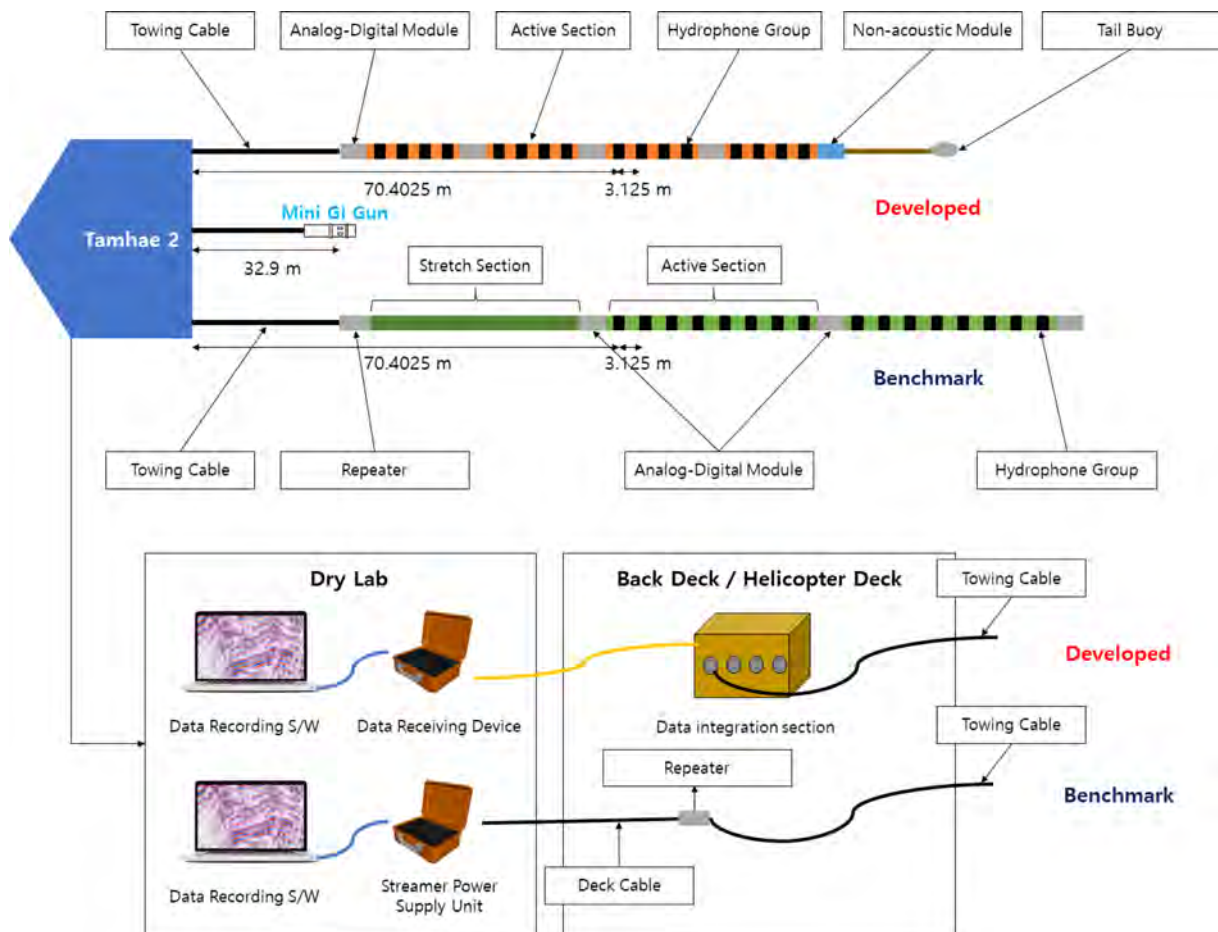 Towing Cable
Analog-Digital Module
Active Section
Hydrophone Group
Non-acoustic Module
Tail Buoy
70.4025 m
3.125 m
Developed
Mini GI Gun
Tamhae 2
32.9 m
Stretch Section
Active Section
70.4025 m
3.125 m
Benchmark
Towing Cable
Repeater
Analog-Digital Module
Hydrophone Group
Dry Lab
Back Deck / Helicopter Deck
Towing Cable
Developed
Data Recording S/W
Data Receiving Device
Data integration section
Towing Cable
Repeater
Benchmark
Data Recording S/W
Streamer Power
Supply Unit
Deck Cable